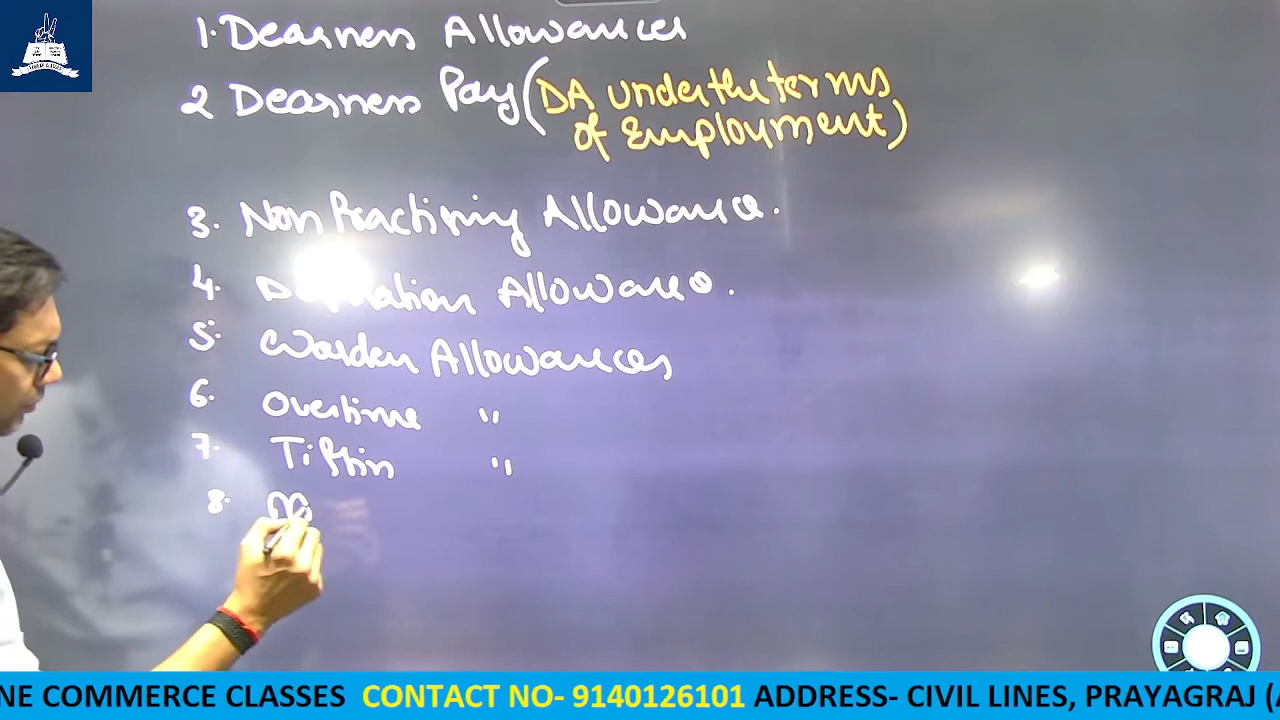 1. Dearness Allowances
2 Dearness Pay (DA under the terms
of Employment)
3. Non Practising Allowance.
4. Allowance.
5. Warden Allowances
6. Overtime "
7. Tiffin "
8.
NE COMMERCE CLASSES CONTACT NO- 9140126101 ADDRESS- CIVIL LINES, PRAYAGRAJ (